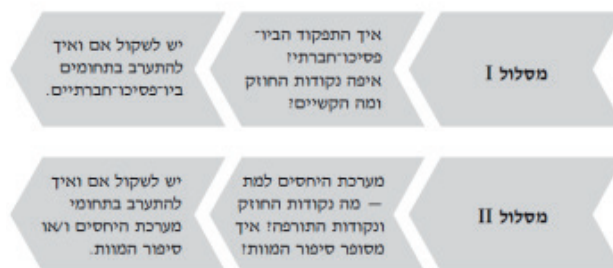 מסלול I
איך התפקוד הביו־
פסיכו־חברתי?
איפה נקודות החוזק
ומה הקשיים?
יש לשקול אם ואיך
להתערב בתחומים
ביו־פסיכו־חברתיים.
מסלול II
מערכת היחסים למת
— מה נקודות החוזק
ונקודות התורפה? איך
מסופר סיפור המוות?
יש לשקול אם ואיך
להתערב בתחומי
מערכת היחסים ו/או
סיפור המוות.